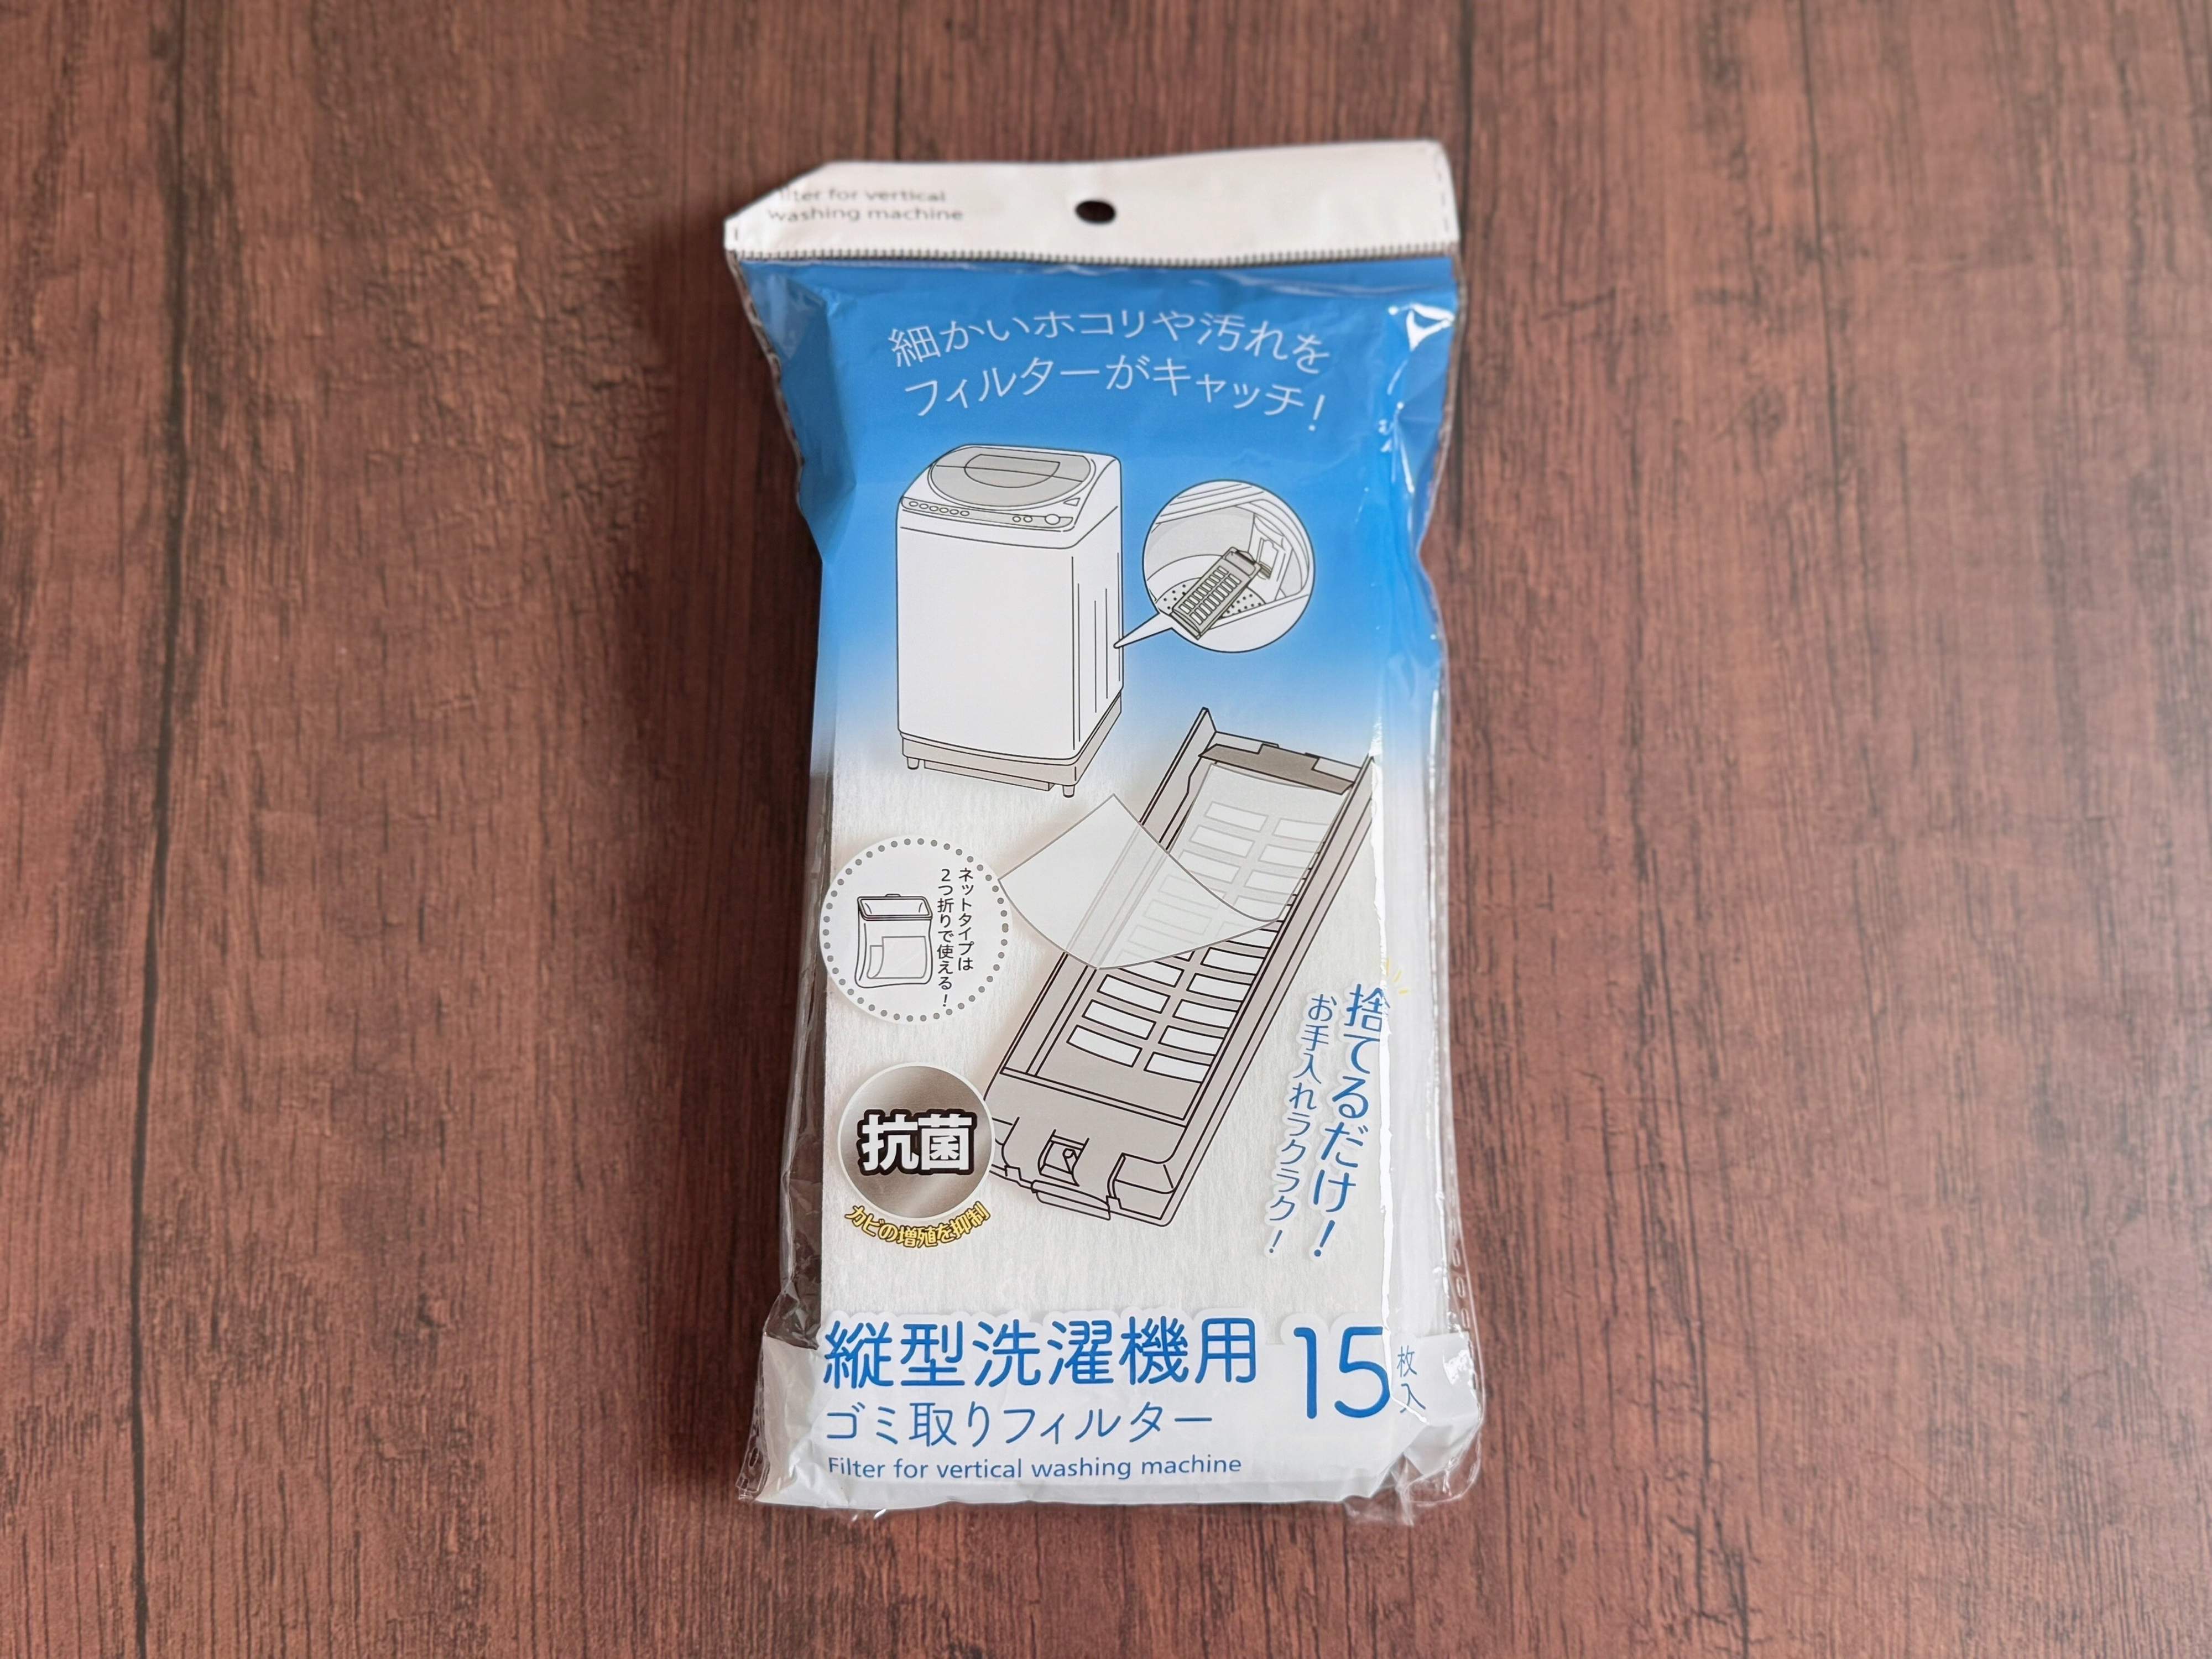 for vertical
washing machine
細かいホコリや汚れを
フィルターがキャッチ!
ネットタイプは
2つ折りで使える!
捨てるだけ!
お手入れラクラク!
抗菌
カビの増殖を抑制
縦型洗濯機用
15枚入
ゴミ取りフィルター
Filter for vertical washing machine